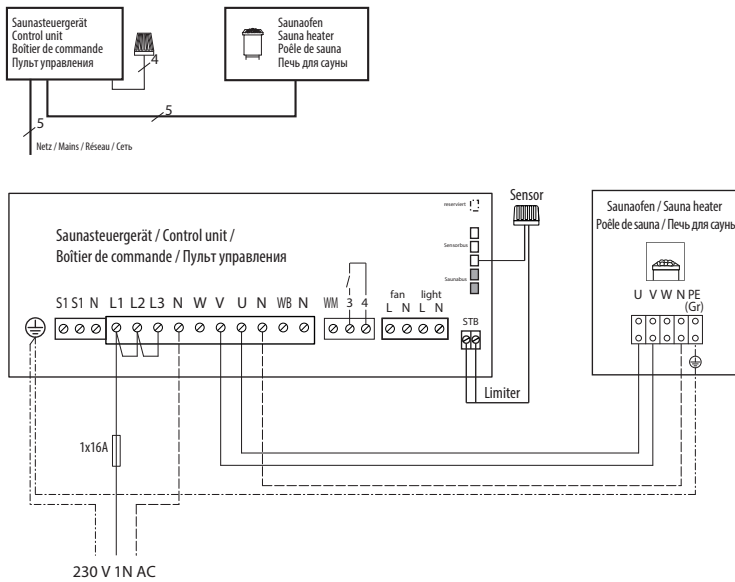 Saunasteuergerät
Control unit
Boîtier de commande
Пульт управления
4
Saunaofen
Sauna heater
Poêle de sauna
Печь для сауны
5
5
Netz / Mains / Réseau / Сеть
Saunasteuergerät / Control unit /
Boîtier de commande / Пульт управления
reserviert
Sensorbus
Saunabus
Sensor
S1 S1 N L1 L2 L3 N W V U N WB N
WM 3 4
fan light
L N L N
STB
Limiter
Saunaofen / Sauna heater
Poêle de sauna / Печь для сауны
U V W N PE
(Gr)
1x16A
230 V 1N AC